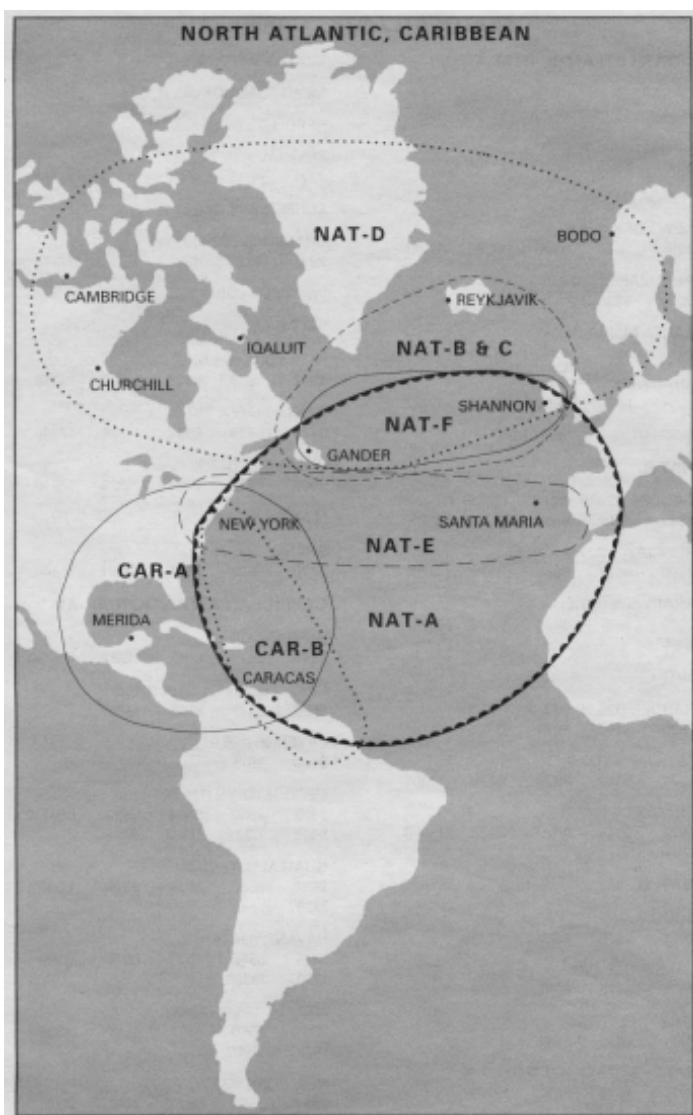 NORTH ATLANTIC, CARIBBEAN
NAT-D
BODO
CAMBRIDGE
REYKJAVIK
IQALUIT
NAT-B & C
CHURCHILL
SHANNON
NAT-F
GANDER
NEW YORK
SANTA MARIA
NAT-E
CAR-A
MERIDA
NAT-A
CAR-B
CARACAS